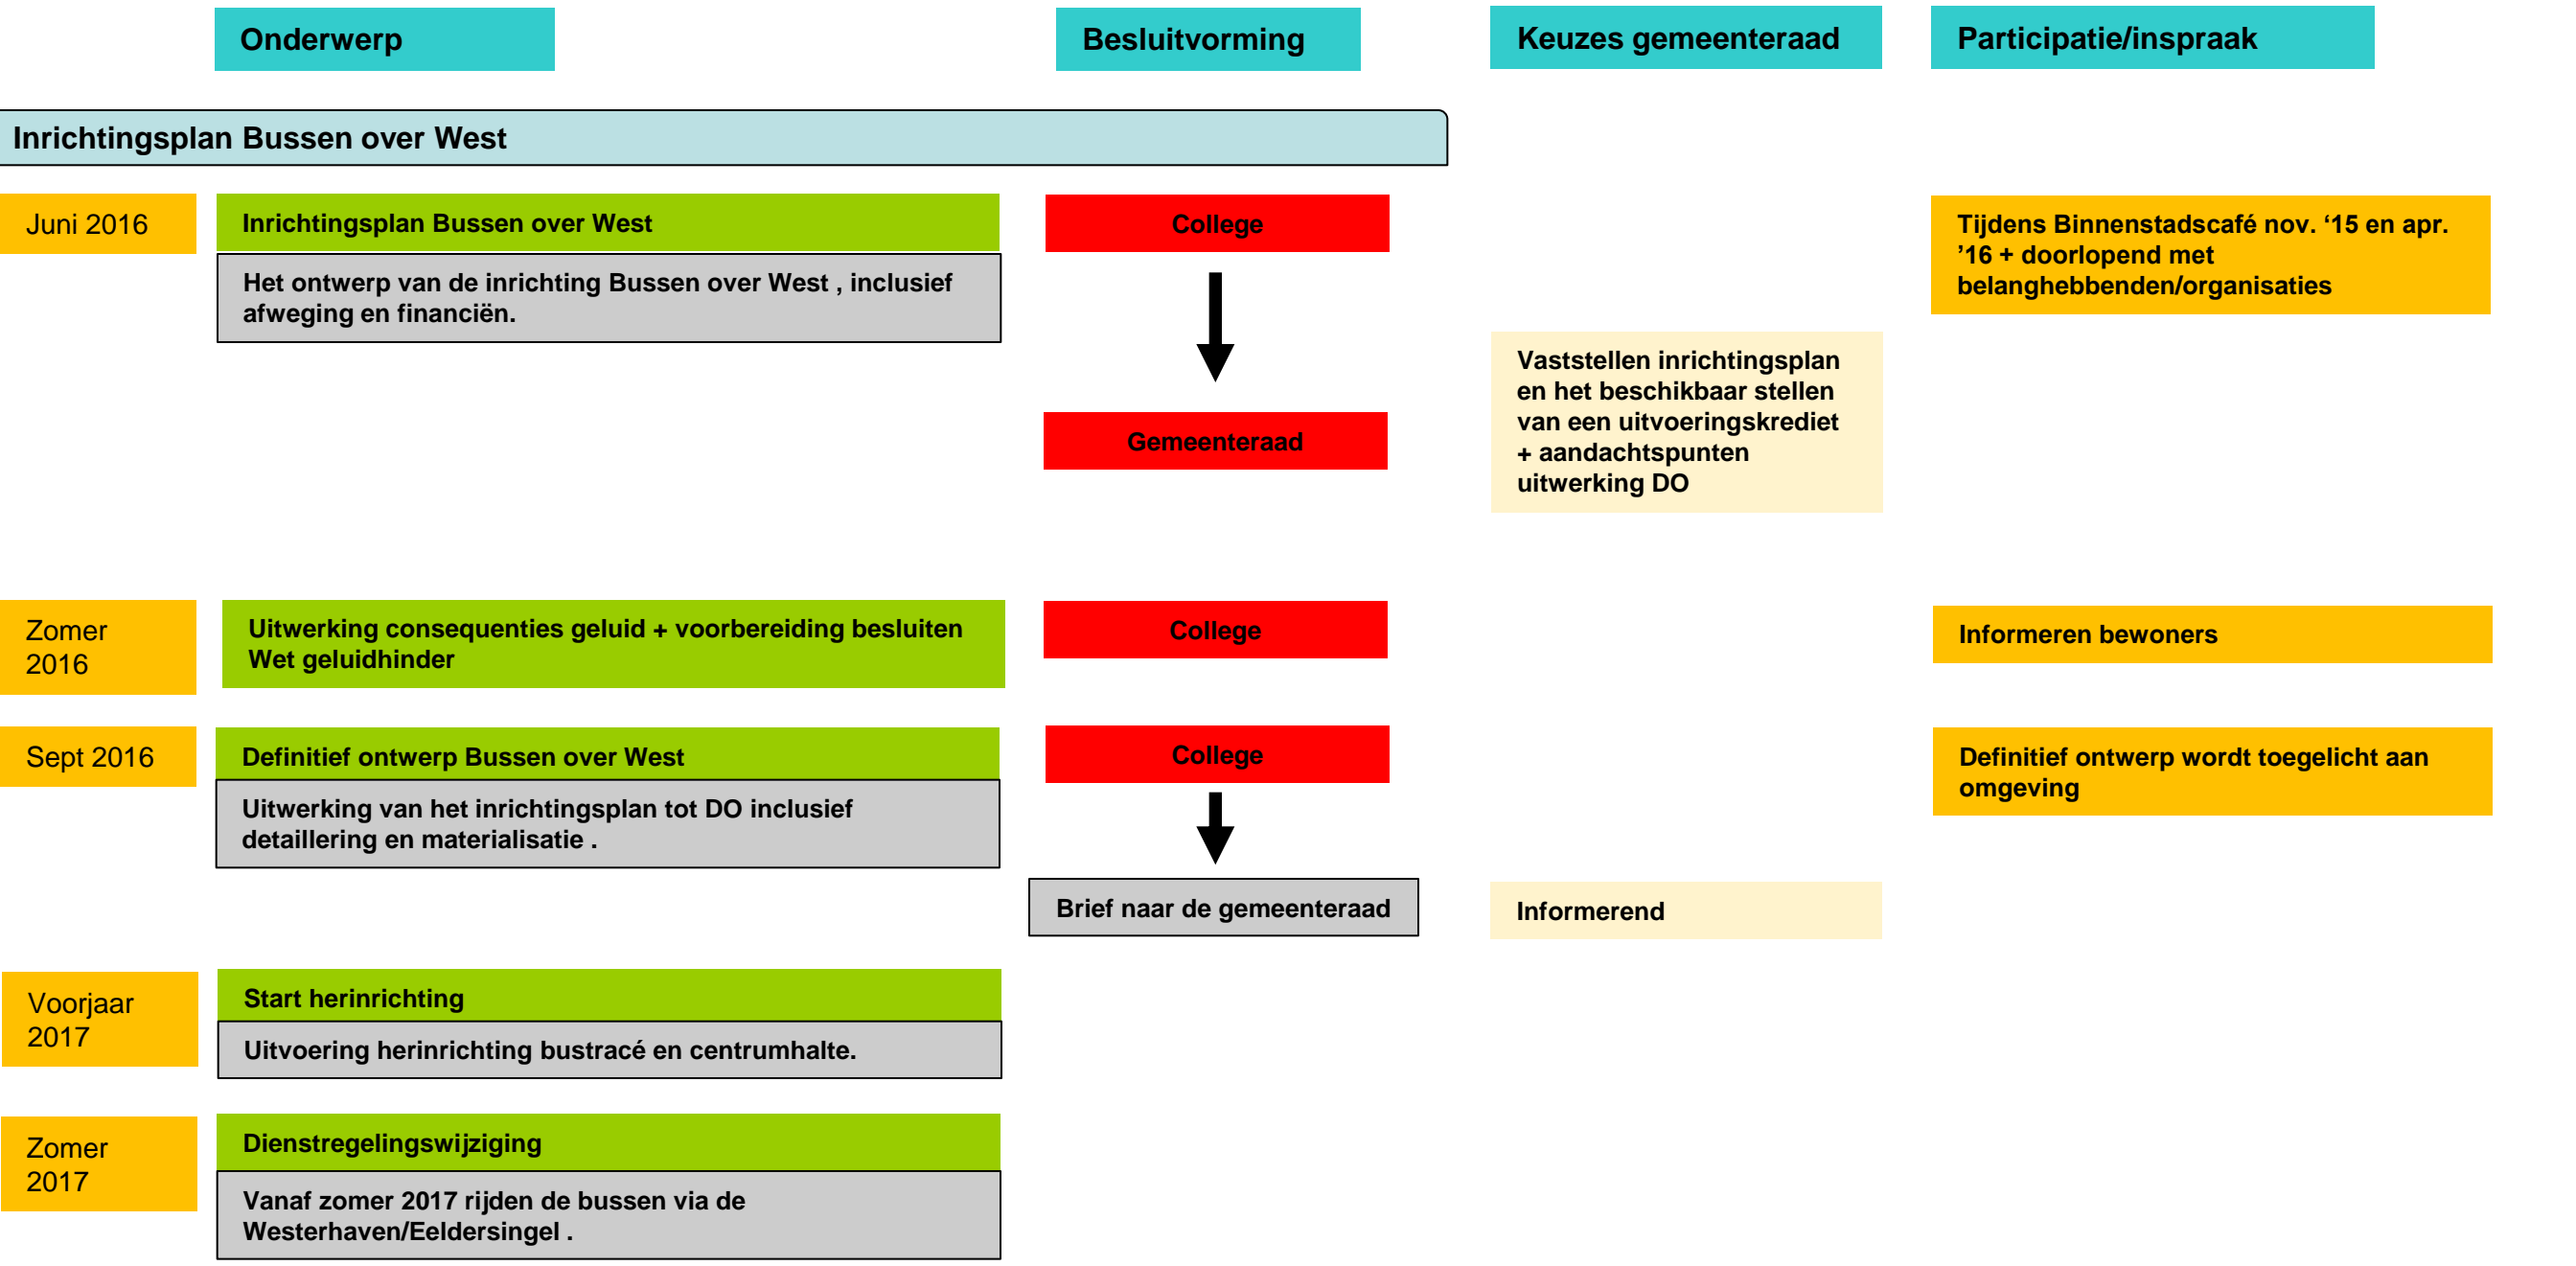 Onderwerp
Besluitvorming
Keuzes gemeenteraad
Participatie/inspraak
Inrichtingsplan Bussen over West
Juni 2016
Inrichtingsplan Bussen over West
Het ontwerp van de inrichting Bussen over West , inclusief
afweging en financiën.
College
Gemeenteraad
Vaststellen inrichtingsplan
en het beschikbaar stellen
van een uitvoeringskrediet
+ aandachtspunten
uitwerking DO
Tijdens Binnenstadscafé nov. ‘15 en apr.
’16 + doorlopend met
belanghebbenden/organisaties
Zomer
2016
Uitwerking consequenties geluid + voorbereiding besluiten
Wet geluidhinder
College
Informeren bewoners
Sept 2016
Definitief ontwerp Bussen over West
Uitwerking van het inrichtingsplan tot DO inclusief
detaillering en materialisatie .
College
Brief naar de gemeenteraad
Informerend
Definitief ontwerp wordt toegelicht aan
omgeving
Voorjaar
2017
Start herinrichting
Uitvoering herinrichting bustracé en centrumhalte.
Zomer
2017
Dienstregelingswijziging
Vanaf zomer 2017 rijden de bussen via de
Westerhaven/Eeldersingel .